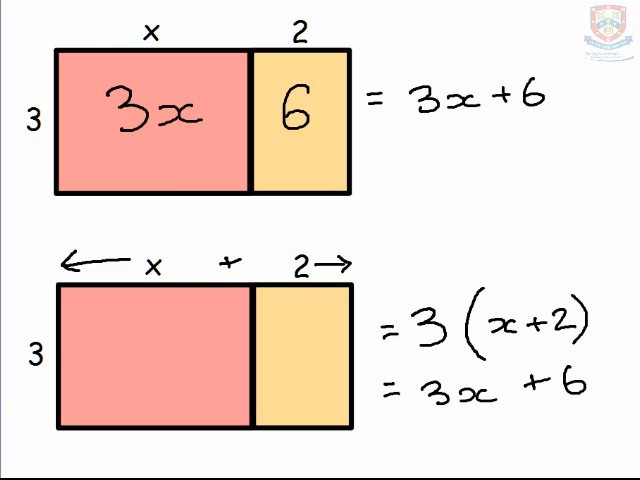 x 2
3 3x 6 = 3x + 6
← x + 2 →
3 = 3 (x + 2)
= 3x + 6